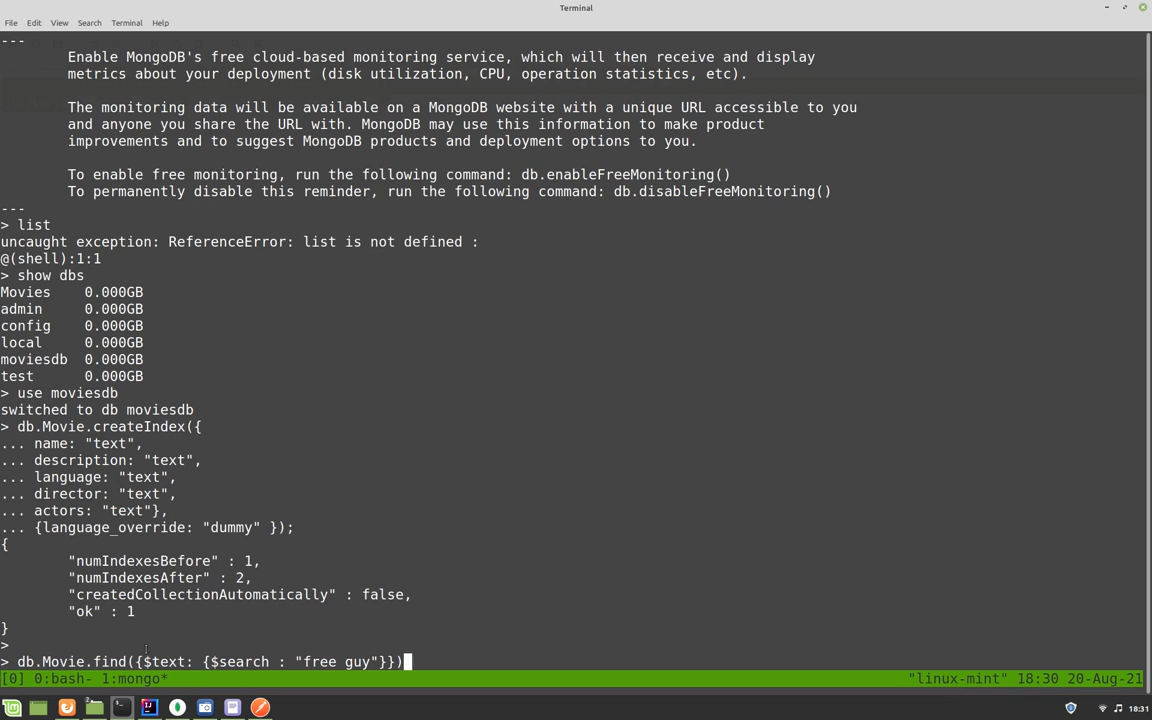 Terminal
File Edit View Search Terminal Help
---
Enable MongoDB's free cloud-based monitoring service, which will then receive and display
metrics about your deployment (disk utilization, CPU, operation statistics, etc).
The monitoring data will be available on a MongoDB website with a unique URL accessible to you
and anyone you share the URL with. MongoDB may use this information to make product
improvements and to suggest MongoDB products and deployment options to you.
To enable free monitoring, run the following command: db.enableFreeMonitoring()
To permanently disable this reminder, run the following command: db.disableFreeMonitoring()
---
> list
uncaught exception: ReferenceError: list is not defined :
@(shell):1:1
> show dbs
Movies 0.000GB
admin 0.000GB
config 0.000GB
local 0.000GB
moviesdb 0.000GB
test 0.000GB
> use moviesdb
switched to db moviesdb
> db.Movie.createIndex({
... name: "text",
... description: "text",
... language: "text",
... director: "text",
... actors: "text"},
... {language_override: "dummy" });
{
"numIndexesBefore" : 1,
"numIndexesAfter" : 2,
"createdCollectionAutomatically" : false,
"ok" : 1
}
>
> db.Movie.find({$text: {$search : "free guy"}})
[0] 0:bash- 1:mongo* "linux-mint" 18:30 20-Aug-21
18:31